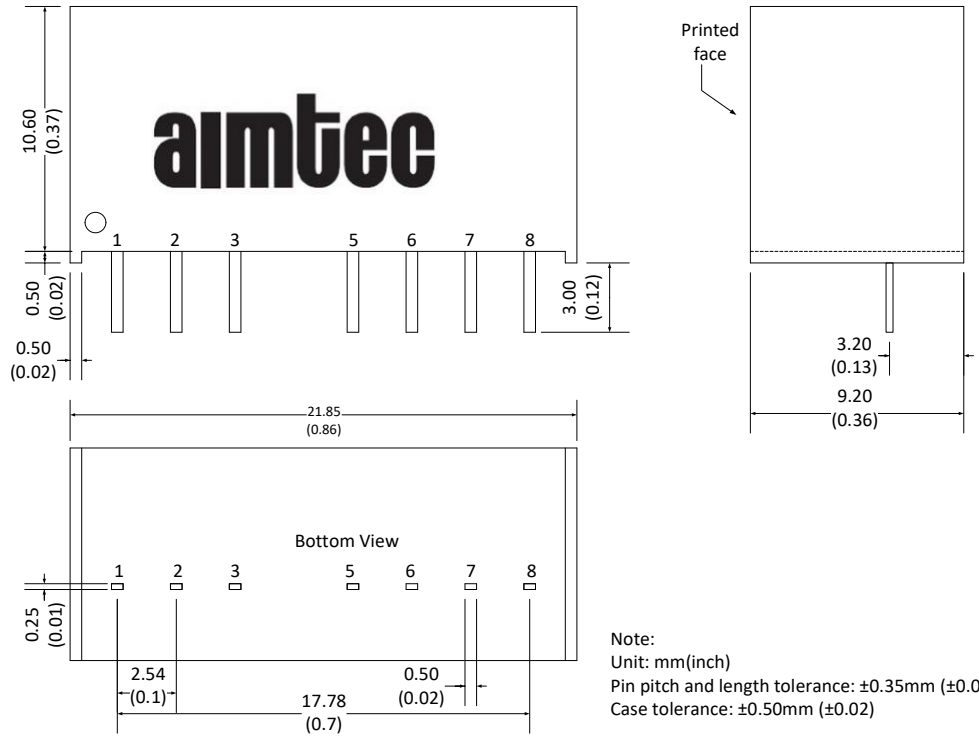 Printed
face
10.60
(0.37)
aimtec
1 2 3 5 6 7 8
0.50
(0.02)
3.00
(0.12)
0.50
(0.02)
3.20
(0.13)
9.20
(0.36)
21.85
(0.86)
Bottom View
1 2 3 5 6 7 8
0.25
(0.01)
2.54
(0.1)
0.50
(0.02)
17.78
(0.7)
Note:
Unit: mm(inch)
Pin pitch and length tolerance: ±0.35mm (±0.0
Case tolerance: ±0.50mm (±0.02)